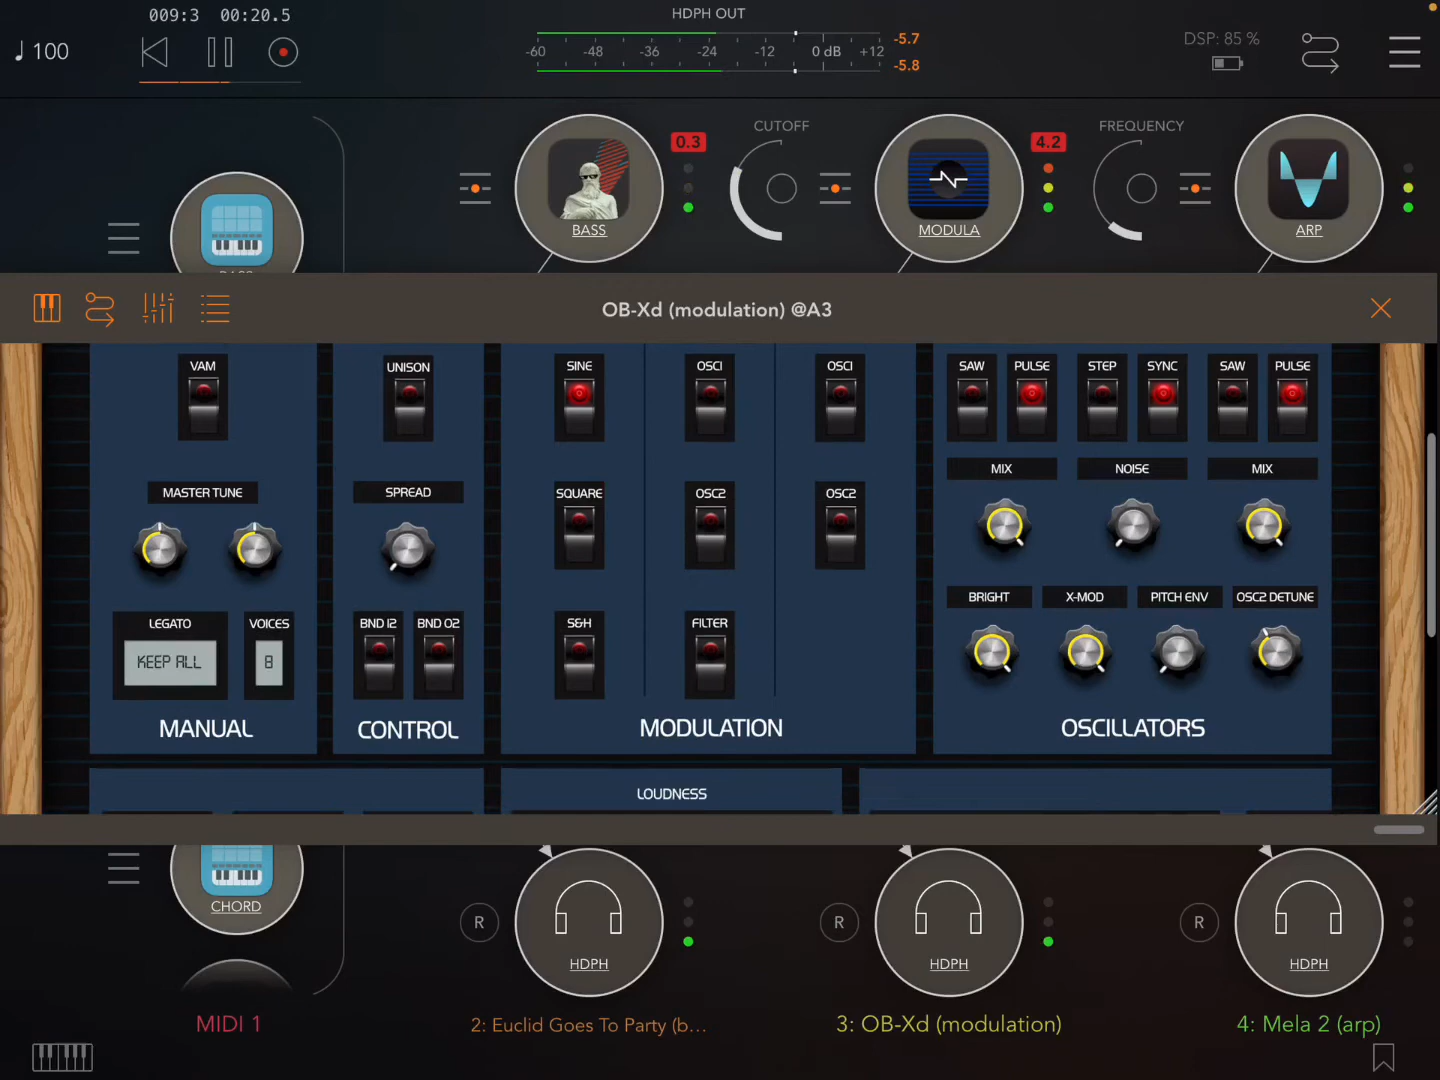 009:3 00:20.5
HDPH OUT
♩100
-60 -48 -36 -24 -12 0 dB +12
-5.7
-5.8
DSP: 85 %
BASS
0.3
CUTOFF
MODULA
4.2
FREQUENCY
ARP
OB-Xd (modulation) @A3
VAM
UNISON
SINE
OSC1
OSC1
SAW PULSE STEP SYNC SAW PULSE
MIX NOISE MIX
MASTER TUNE
SPREAD
SQUARE
OSC2
OSC2
BRIGHT X-MOD PITCH ENV OSC2 DETUNE
LEGATO VOICES
KEEP ALL 8
BND 12 BND O2
S&H
FILTER
MANUAL
CONTROL
MODULATION
OSCILLATORS
LOUDNESS
CHORD
R
HDPH
R
HDPH
R
HDPH
MIDI 1
2: Euclid Goes To Party (b...
3: OB-Xd (modulation)
4: Mela 2 (arp)